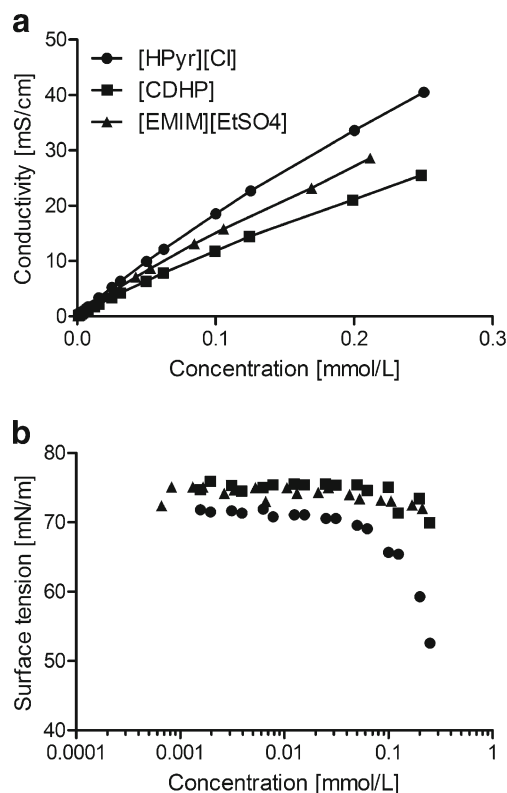 a
[HPyr][Cl]
[CDHP]
[EMIM][EtSO4]
50
40
30
20
10
0
Conductivity [mS/cm]
0.0 0.1 0.2 0.3
Concentration [mmol/L]
b
80
70
60
50
40
Surface tension [mN/m]
0.0001 0.001 0.01 0.1 1
Concentration [mmol/L]